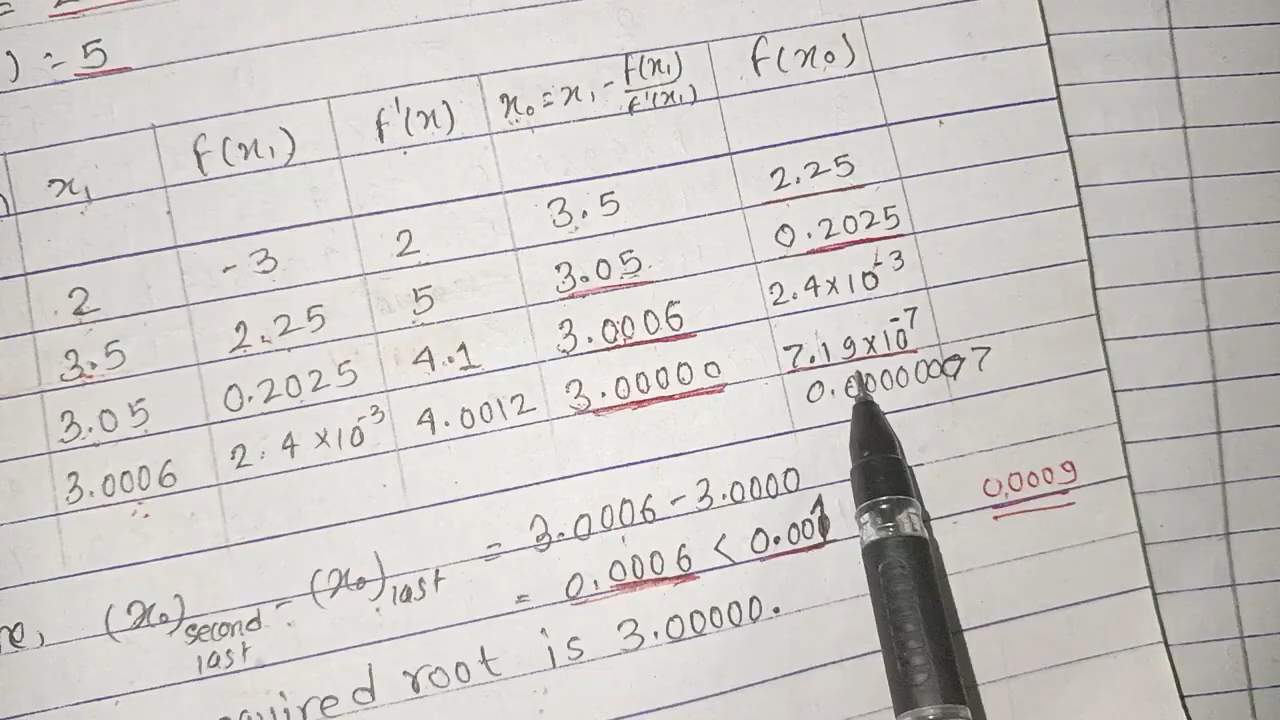 =
) = 5
x₁ f(x₁) f'(x) x₀ = x₁ - f(x₁)/f'(x₁) f(x₀)
2 -3 2 3.5 2.25
3.5 2.25 5 3.05 0.2025
3.05 0.2025 4.1 3.0006 2.4×10⁻³
3.0006 2.4×10⁻³ 4.0012 3.00000 7.19×10⁻⁷
0.000000007 7
, (x₀)second last - (x₀)last = 3.0006 - 3.0000
0.0009
= 0.0006 < 0.001
root is 3.00000.